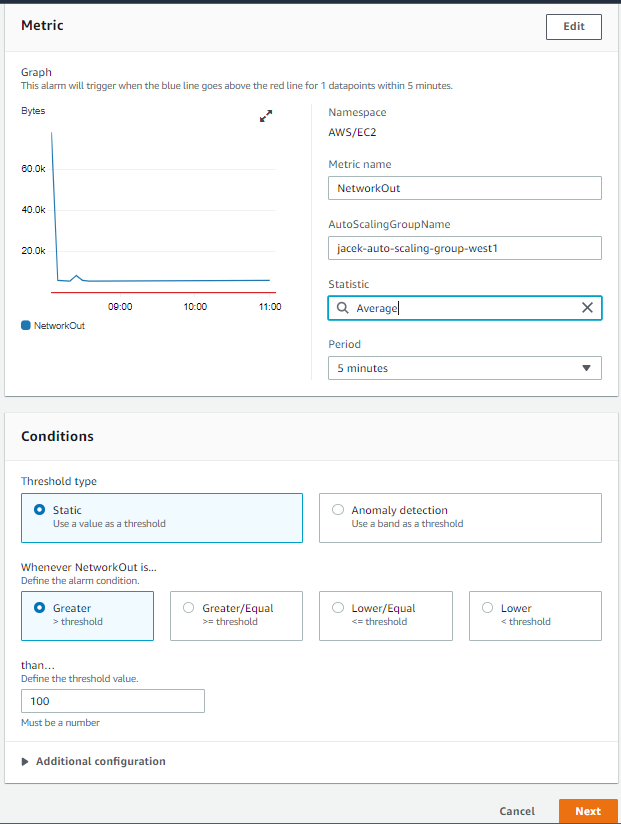 Metric
Edit
Graph
This alarm will trigger when the blue line goes above the red line for 1 datapoints within 5 minutes.
Bytes
60.0k
40.0k
20.0k
09:00 10:00 11:00
NetworkOut
Namespace
AWS/EC2
Metric name
NetworkOut
AutoScalingGroupName
jacek-auto-scaling-group-west1
Statistic
Average
Period
5 minutes
Conditions
Threshold type
Static
Use a value as a threshold
Anomaly detection
Use a band as a threshold
Whenever NetworkOut is...
Define the alarm condition.
Greater
> threshold
Greater/Equal
>= threshold
Lower/Equal
<= threshold
Lower
< threshold
than...
Define the threshold value.
100
Must be a number
Additional configuration
Cancel
Next